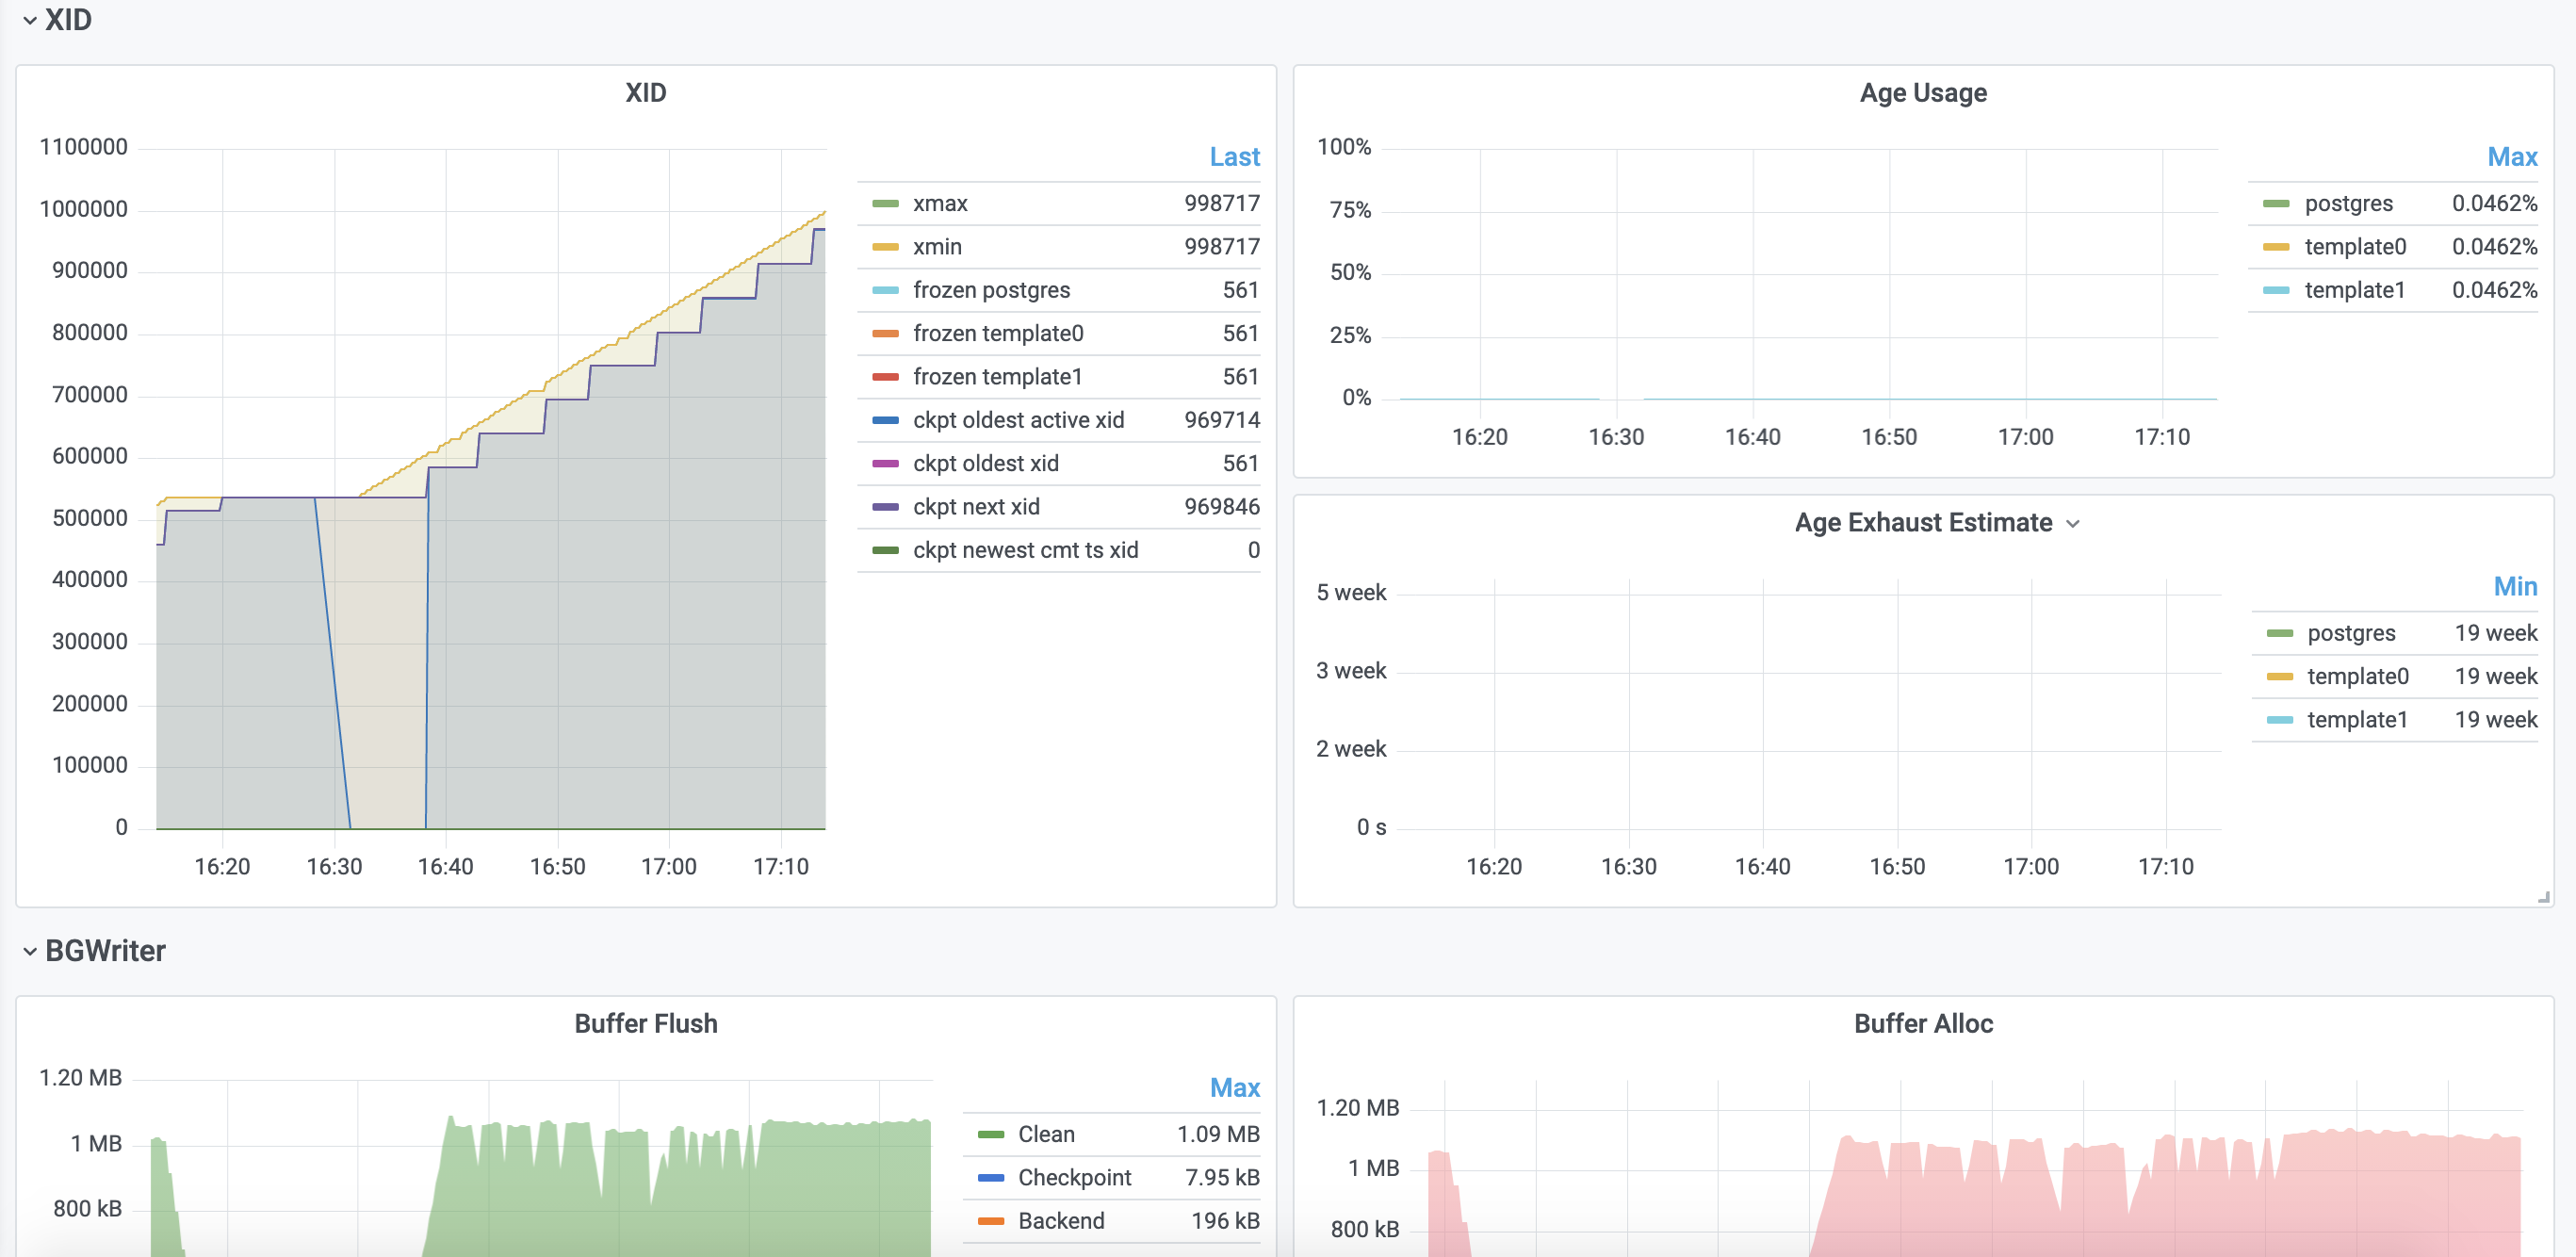 XID
XID
1100000
1000000
900000
800000
700000
600000
500000
400000
300000
200000
100000
0
16:20 16:30 16:40 16:50 17:00 17:10
Last
xmax 998717
xmin 998717
frozen postgres 561
frozen template0 561
frozen template1 561
ckpt oldest active xid 969714
ckpt oldest xid 561
ckpt next xid 969846
ckpt newest cmt ts xid 0
Age Usage
100%
75%
50%
25%
0%
16:20 16:30 16:40 16:50 17:00 17:10
Max
postgres 0.0462%
template0 0.0462%
template1 0.0462%
Age Exhaust Estimate
5 week
3 week
2 week
0 s
16:20 16:30 16:40 16:50 17:00 17:10
Min
postgres 19 week
template0 19 week
template1 19 week
BGWriter
Buffer Flush
1.20 MB
1 MB
800 kB
Max
Clean 1.09 MB
Checkpoint 7.95 kB
Backend 196 kB
Buffer Alloc
1.20 MB
1 MB
800 kB